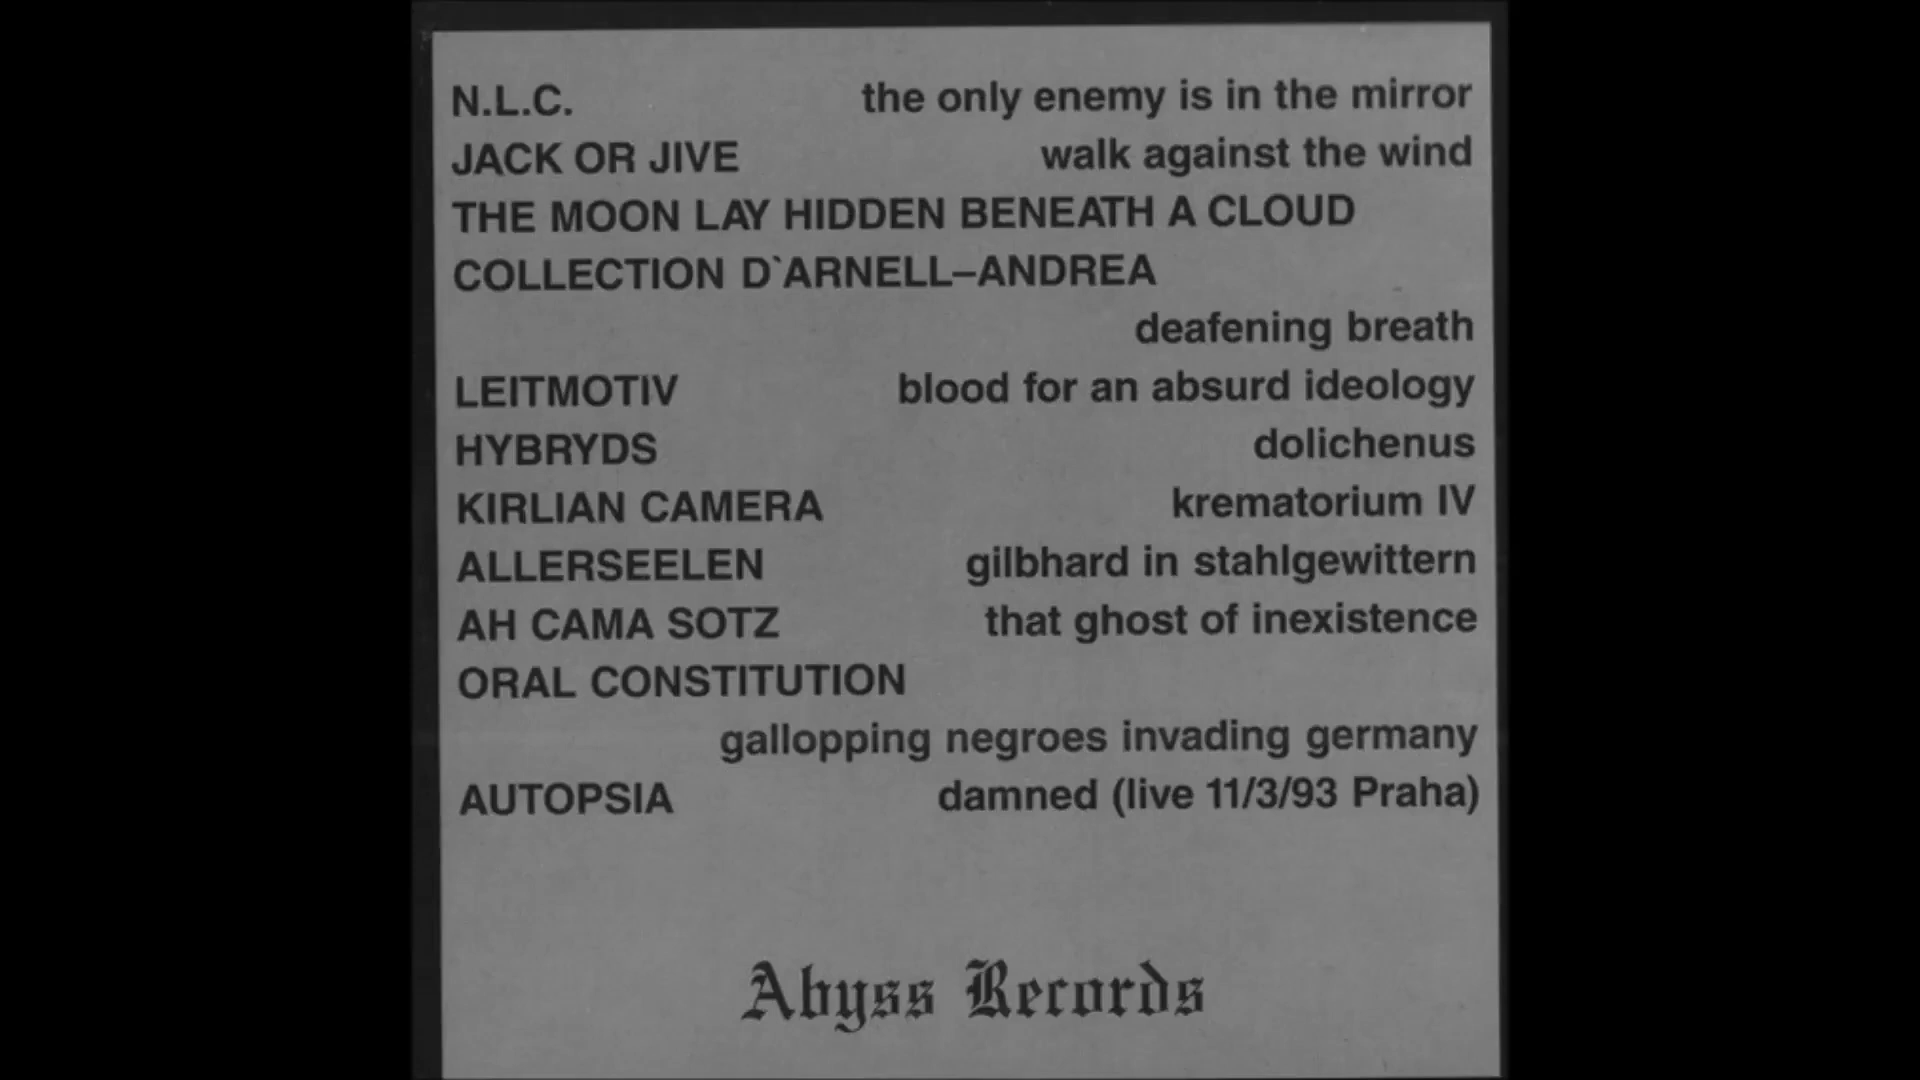 N.L.C. the only enemy is in the mirror
JACK OR JIVE walk against the wind
THE MOON LAY HIDDEN BENEATH A CLOUD
COLLECTION D`ARNELL–ANDREA
deafening breath
LEITMOTIV blood for an absurd ideology
HYBRYDS dolichenus
KIRLIAN CAMERA krematorium IV
ALLERSEELEN gilbhard in stahlgewittern
AH CAMA SOTZ that ghost of inexistence
ORAL CONSTITUTION
gallopping negroes invading germany
AUTOPSIA damned (live 11/3/93 Praha)
Abyss Records